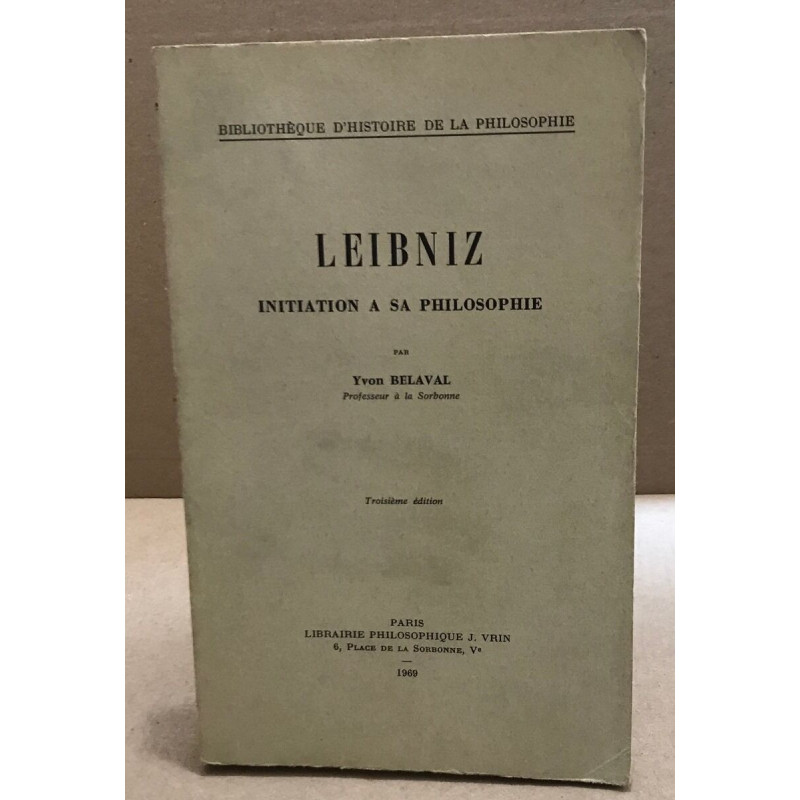 BIBLIOTHÈQUE D'HISTOIRE DE LA PHILOSOPHIE
LEIBNIZ
INITIATION A SA PHILOSOPHIE
PAR
Yvon BELAVAL
Professeur à la Sorbonne
Troisième édition
PARIS
LIBRAIRIE PHILOSOPHIQUE J. VRIN
6, PLACE DE LA SORBONNE, Ve
1969